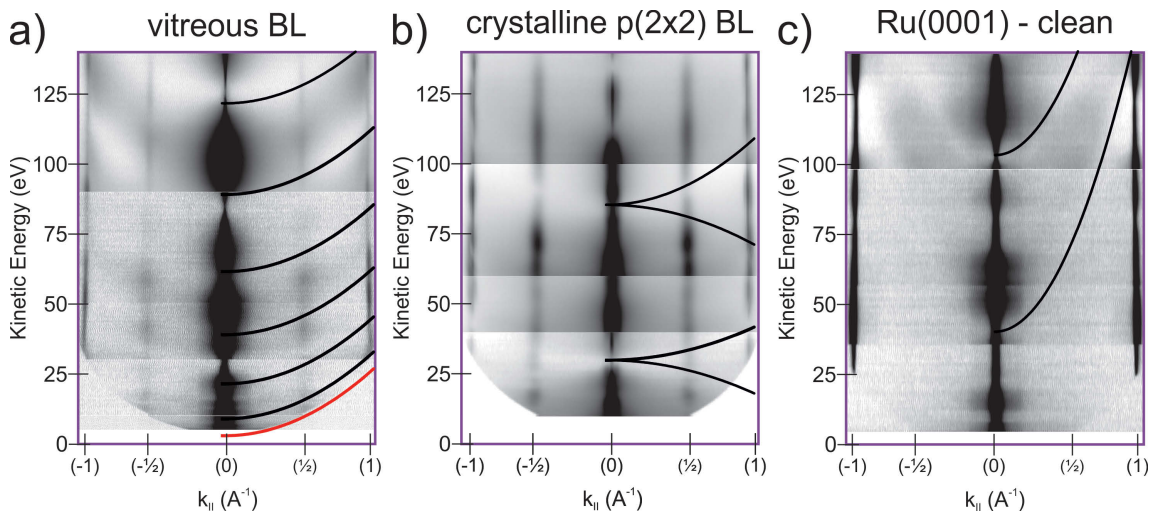 a) vitreous BL
b) crystalline p(2x2) BL
c) Ru(0001) - clean
Kinetic Energy (eV)
125
100
75
50
25
0
(-1) (-½) (0) (½) (1)
k|| (A⁻¹)
Kinetic Energy (eV)
125
100
75
50
25
0
(-1) (-½) (0) (½) (1)
k|| (A⁻¹)
Kinetic Energy (eV)
125
100
75
50
25
0
(-1) (-½) (0) (½) (1)
k|| (A⁻¹)